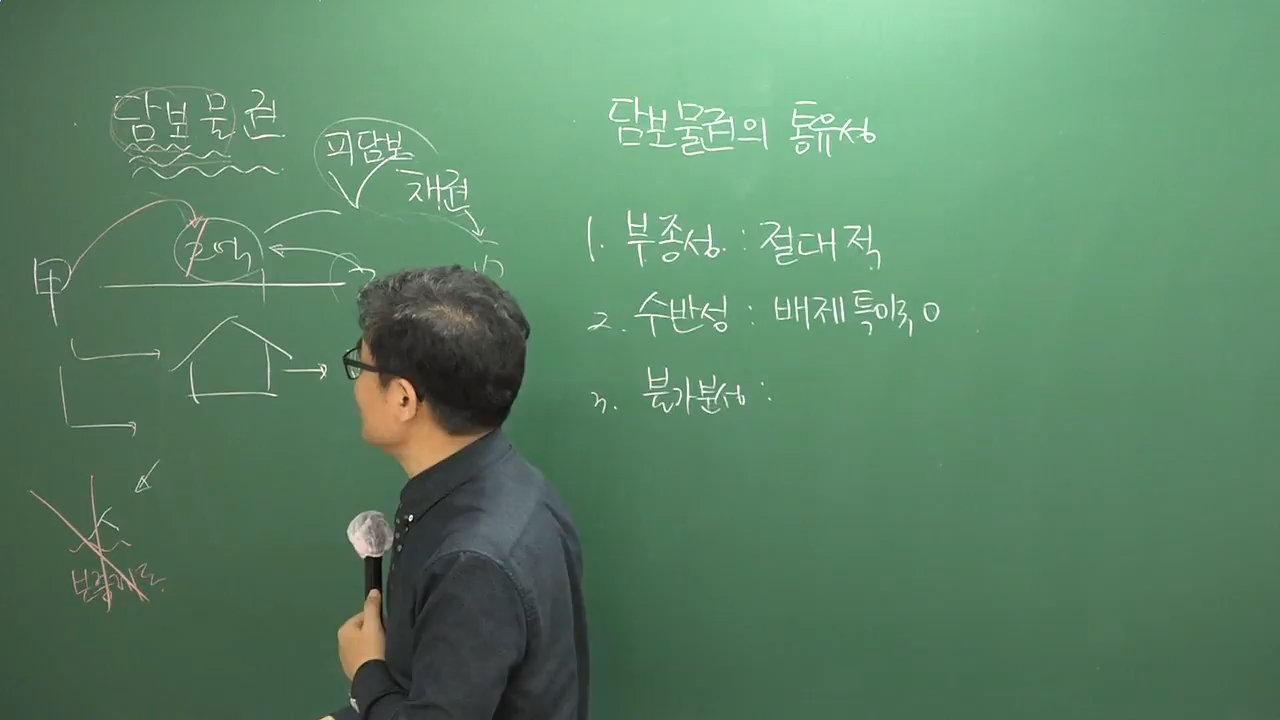 담보물권
피담보
채권
甲
2억
담보물권의 통유성
1. 부종성 : 절대적
2. 수반성 : 배제특약 O
3. 불가분성 :